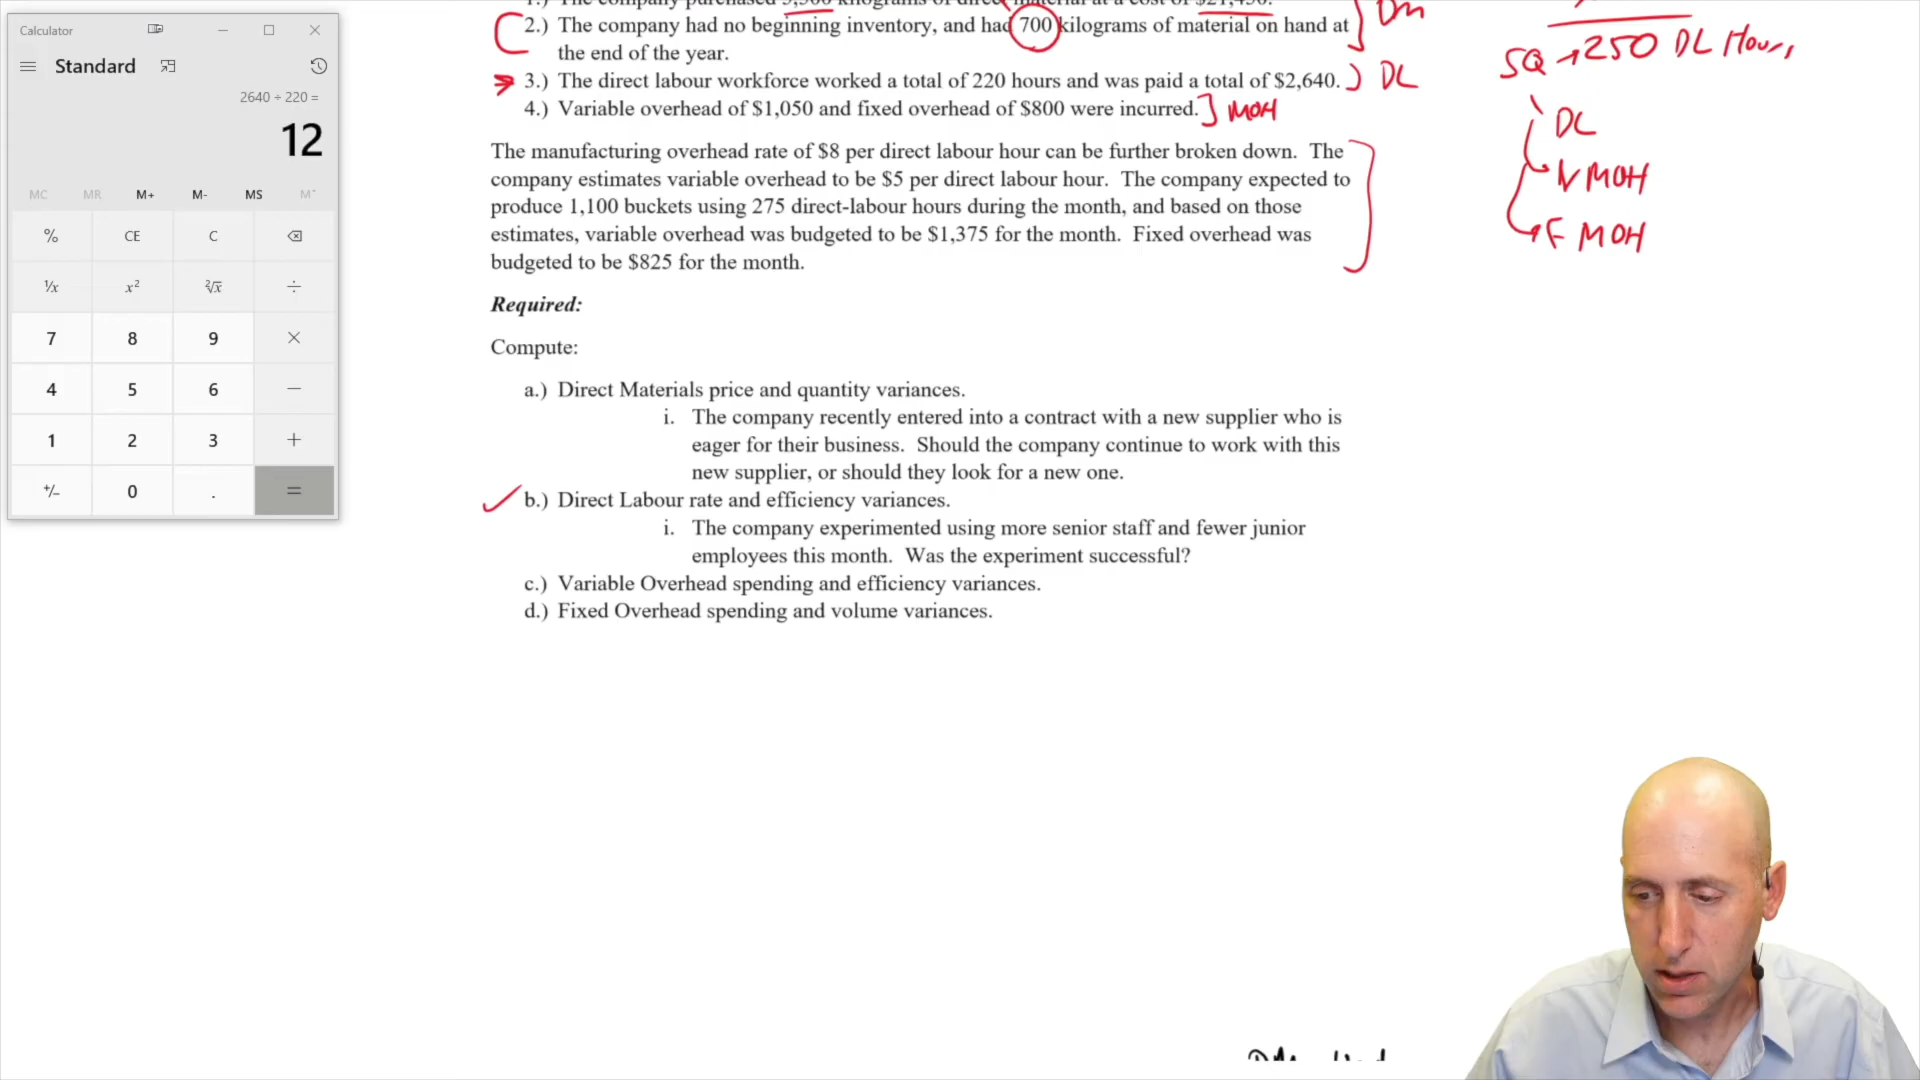 Calculator
Standard
2640 ÷ 220 =
12
MC MR M+ M- MS M˅
% CE C
¹/x x² ²√x ÷
7 8 9 ×
4 5 6 −
1 2 3 +
+/− 0 . =
2.) The company had no beginning inventory, and had 700 kilograms of material on hand at
the end of the year.
3.) The direct labour workforce worked a total of 220 hours and was paid a total of $2,640.
4.) Variable overhead of $1,050 and fixed overhead of $800 were incurred.
DM
DL
MOH
The manufacturing overhead rate of $8 per direct labour hour can be further broken down. The
company estimates variable overhead to be $5 per direct labour hour. The company expected to
produce 1,100 buckets using 275 direct-labour hours during the month, and based on those
estimates, variable overhead was budgeted to be $1,375 for the month. Fixed overhead was
budgeted to be $825 for the month.
SQ → 250 DL Hours
DL
V MOH
F MOH
Required:
Compute:
a.) Direct Materials price and quantity variances.
i. The company recently entered into a contract with a new supplier who is
eager for their business. Should the company continue to work with this
new supplier, or should they look for a new one.
b.) Direct Labour rate and efficiency variances.
i. The company experimented using more senior staff and fewer junior
employees this month. Was the experiment successful?
c.) Variable Overhead spending and efficiency variances.
d.) Fixed Overhead spending and volume variances.